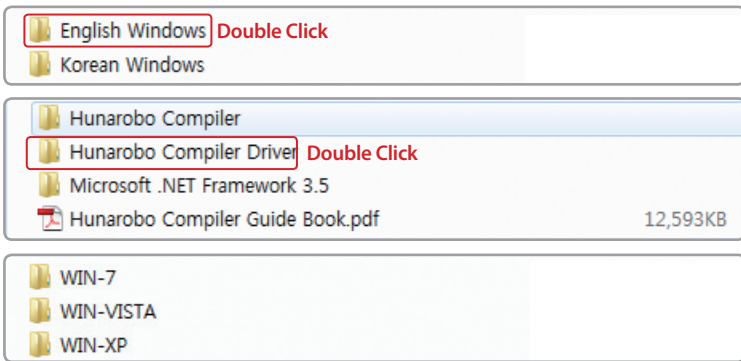 English Windows Double Click
Korean Windows
Hunarobo Compiler
Hunarobo Compiler Driver Double Click
Microsoft .NET Framework 3.5
Hunarobo Compiler Guide Book.pdf 12,593KB
WIN-7
WIN-VISTA
WIN-XP